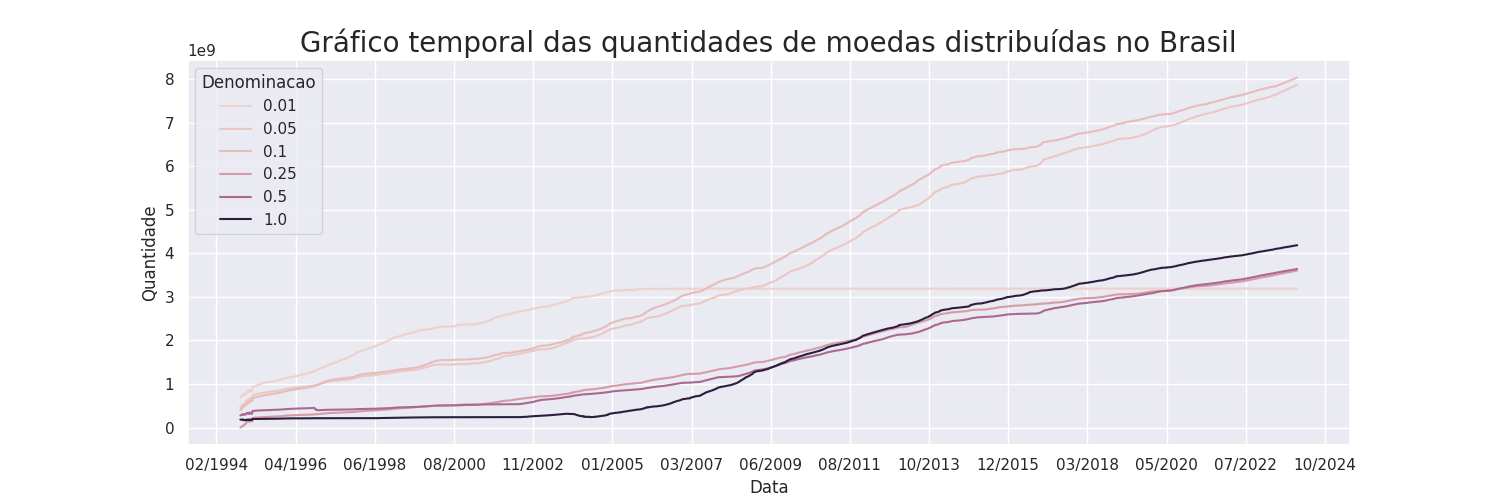 Gráfico temporal das quantidades de moedas distribuídas no Brasil
1e9
Denominacao
0.01
0.05
0.1
0.25
0.5
1.0
8
7
6
5
4
3
2
1
0
Quantidade
02/1994 04/1996 06/1998 08/2000 11/2002 01/2005 03/2007 06/2009 08/2011 10/2013 12/2015 03/2018 05/2020 07/2022 10/2024
Data